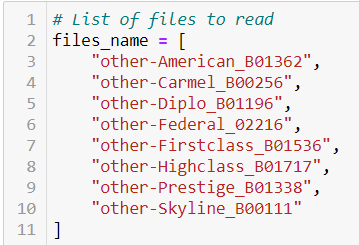 1 # List of files to read
2 files_name = [
3     "other-American_B01362",
4     "other-Carmel_B00256",
5     "other-Diplo_B01196",
6     "other-Federal_02216",
7     "other-Firstclass_B01536",
8     "other-Highclass_B01717",
9     "other-Prestige_B01338",
10     "other-Skyline_B00111"
11 ]